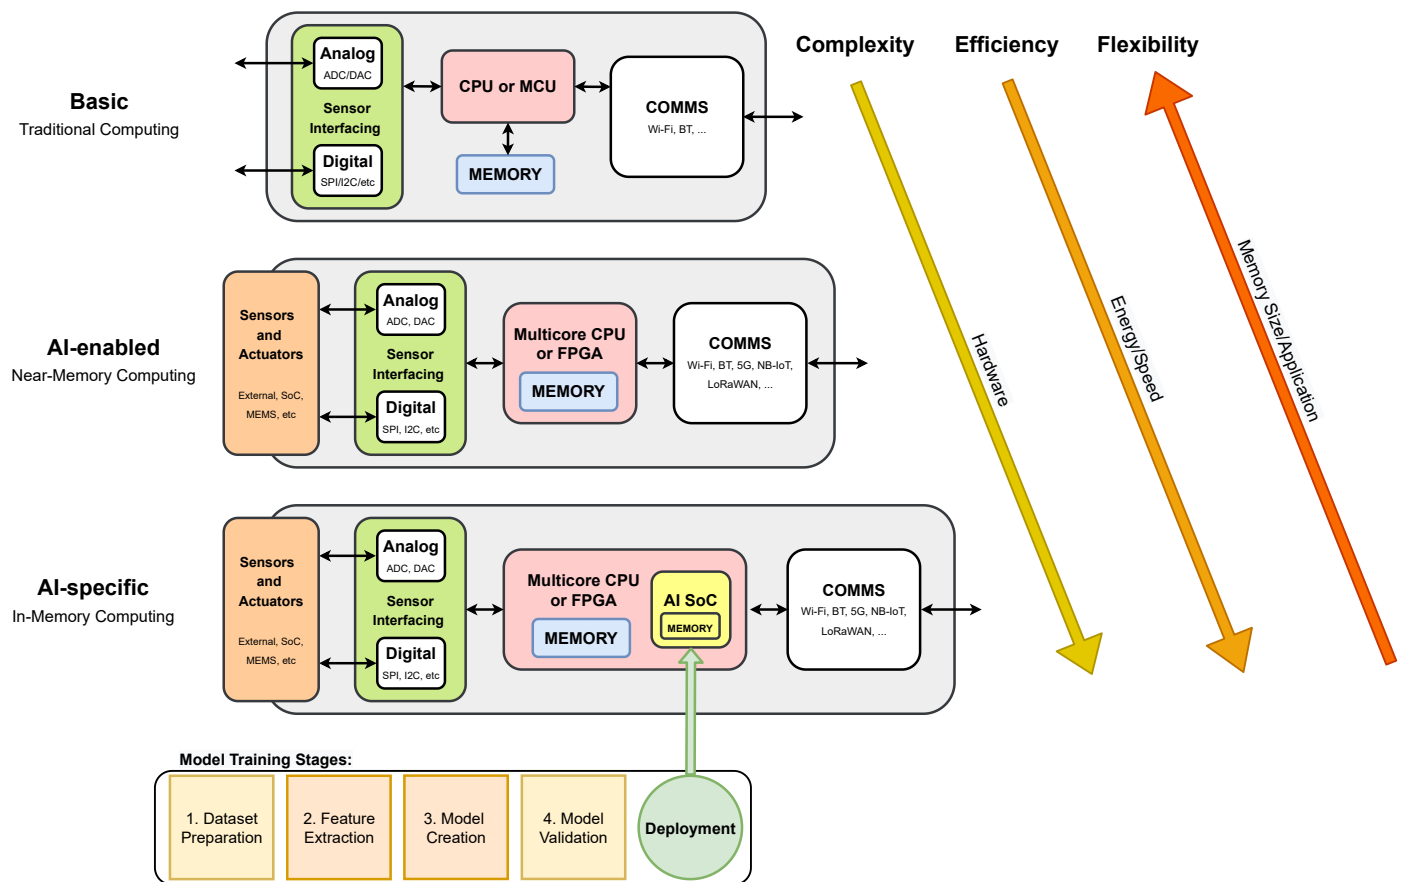 Basic
Traditional Computing
Analog
ADC/DAC
Sensor
Interfacing
Digital
SPI/I2C/etc
CPU or MCU
MEMORY
COMMS
Wi-Fi, BT, ...
Complexity
Efficiency
Flexibility
Hardware
Energy/Speed
Memory Size/Application
AI-enabled
Near-Memory Computing
Sensors
and
Actuators
External, SoC,
MEMS, etc
Analog
ADC, DAC
Sensor
Interfacing
Digital
SPI, I2C, etc
Multicore CPU
or FPGA
MEMORY
COMMS
Wi-Fi, BT, 5G, NB-IoT,
LoRaWAN, ...
AI-specific
In-Memory Computing
Sensors
and
Actuators
External, SoC,
MEMS, etc
Analog
ADC, DAC
Sensor
Interfacing
Digital
SPI, I2C, etc
Multicore CPU
or FPGA
MEMORY
AI SoC
MEMORY
COMMS
Wi-Fi, BT, 5G, NB-IoT,
LoRaWAN, ...
Model Training Stages:
1. Dataset
Preparation
2. Feature
Extraction
3. Model
Creation
4. Model
Validation
Deployment